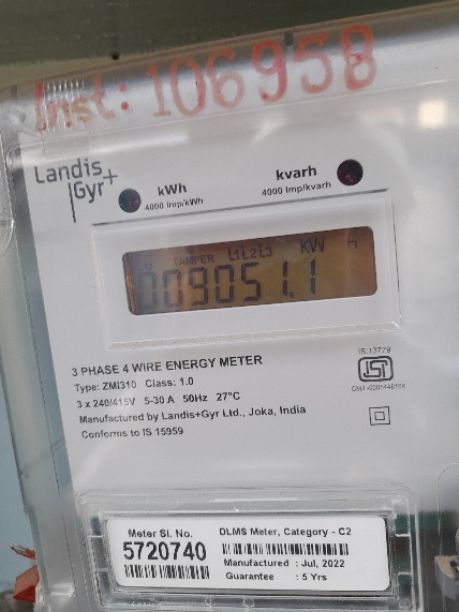 Inst: 106958
Landis
Gyr+
kWh
4000 Imp/kWh
kvarh
4000 Imp/kvarh
TAMPER L1L2L3 KW h
009051.1
3 PHASE 4 WIRE ENERGY METER
Type: ZMI310 Class: 1.0
3 x 240/415V 5-30 A 50Hz 27°C
Manufactured by Landis+Gyr Ltd., Joka, India
Conforms to IS 15959
IS:13779
ISI
Meter Sl. No.
5720740
DLMS Meter, Category - C2
Manufactured : Jul, 2022
Guarantee : 5 Yrs